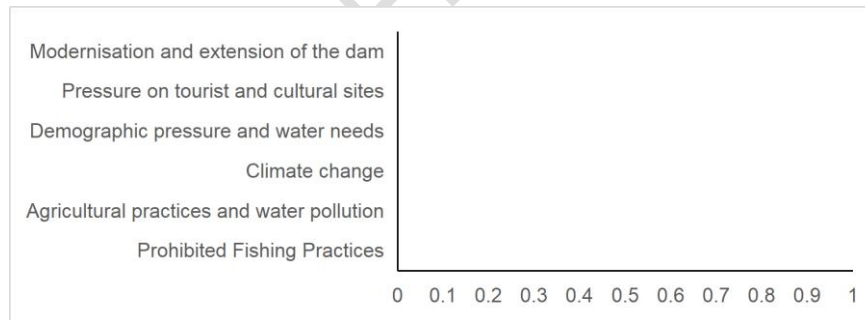 Modernisation and extension of the dam
Pressure on tourist and cultural sites
Demographic pressure and water needs
Climate change
Agricultural practices and water pollution
Prohibited Fishing Practices
0 0.1 0.2 0.3 0.4 0.5 0.6 0.7 0.8 0.9 1